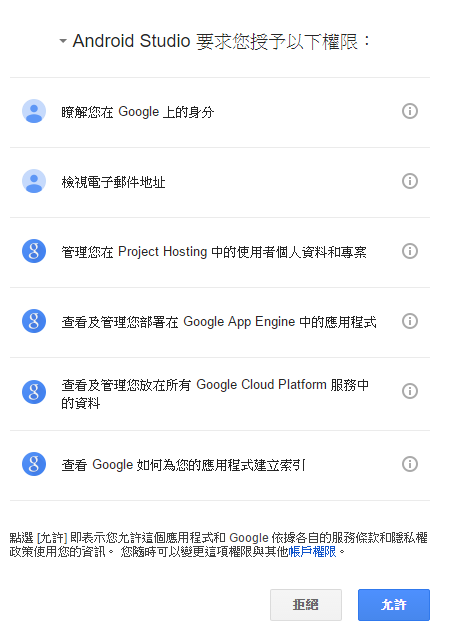 Android Studio 要求您授予以下權限：
瞭解您在 Google 上的身分
檢視電子郵件地址
管理您在 Project Hosting 中的使用者個人資料和專案
查看及管理您部署在 Google App Engine 中的應用程式
查看及管理您放在所有 Google Cloud Platform 服務中
的資料
查看 Google 如何為您的應用程式建立索引
點選 [允許] 即表示您允許這個應用程式和 Google 依據各自的服務條款和隱私權
政策使用您的資訊。 您隨時可以變更這項權限與其他帳戶權限。
拒絕
允許